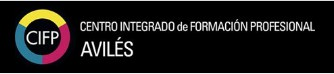 CIFP
CENTRO INTEGRADO de FORMACIÓN PROFESIONAL
AVILÉS